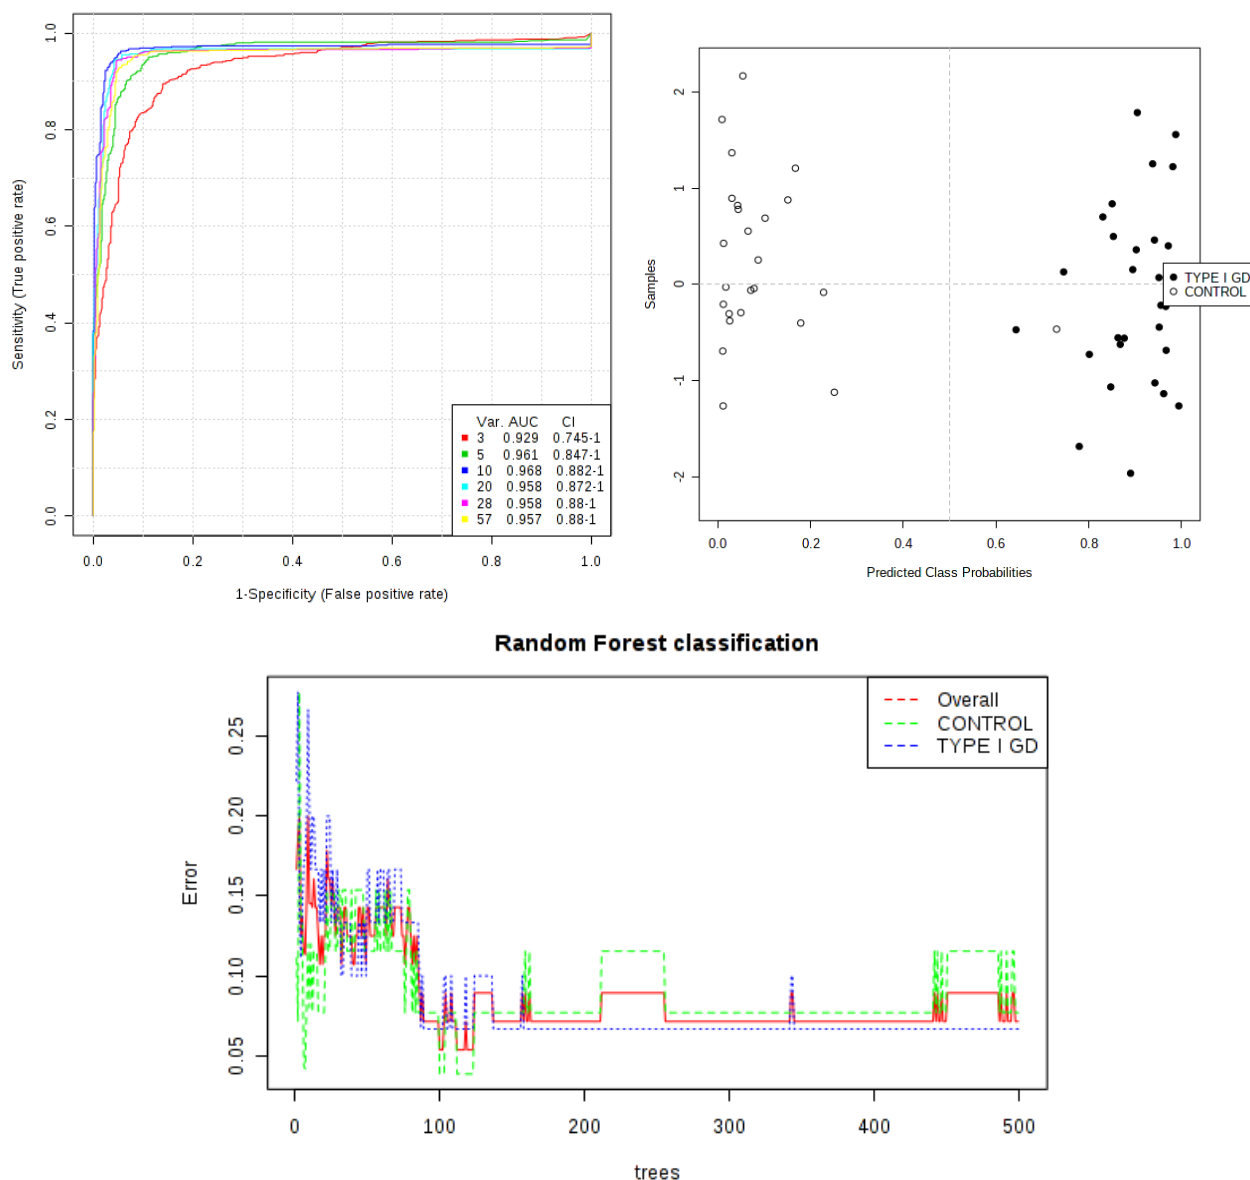 Sensitivity (True positive rate)
1.0
0.8
0.6
0.4
0.2
0.0
Var. AUC CI
3 0.929 0.745-1
5 0.961 0.847-1
10 0.968 0.882-1
20 0.958 0.872-1
28 0.958 0.88-1
57 0.957 0.88-1
0.0 0.2 0.4 0.6 0.8 1.0
1-Specificity (False positive rate)
Samples
2
1
0
-1
-2
TYPE I GD
CONTROL
0.0 0.2 0.4 0.6 0.8 1.0
Predicted Class Probabilities
Random Forest classification
Error
0.25
0.20
0.15
0.10
0.05
Overall
CONTROL
TYPE I GD
0 100 200 300 400 500
trees